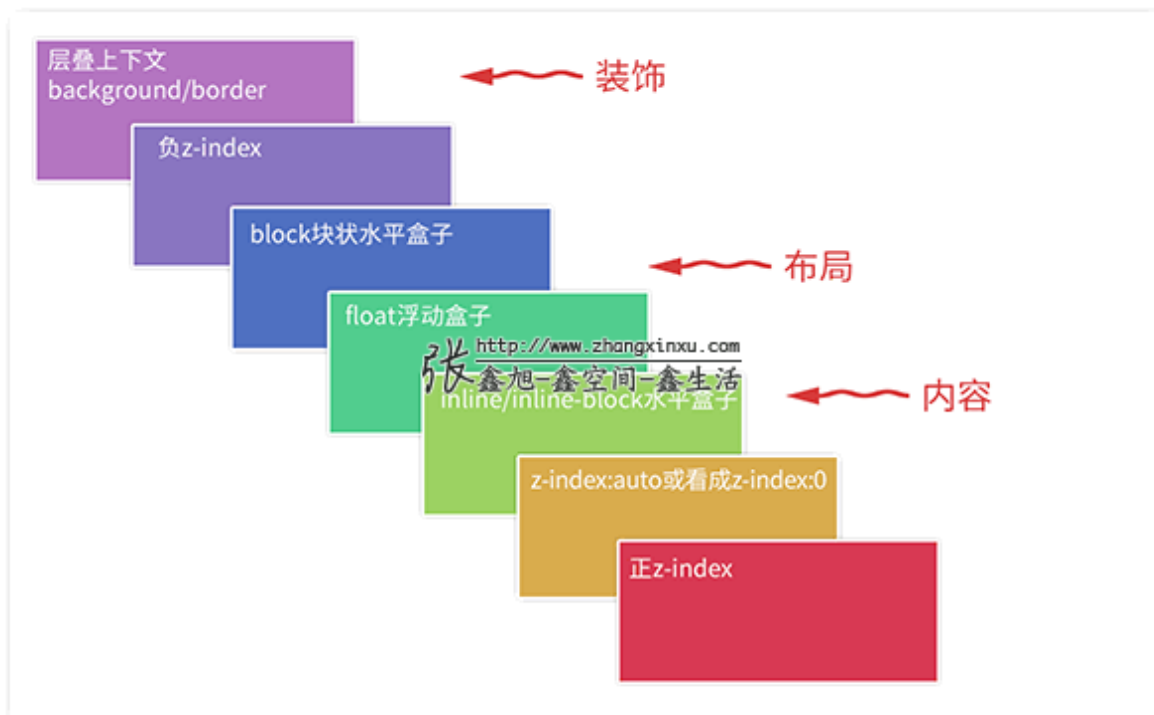 层叠上下文
background/border
装饰
负z-index
block块状水平盒子
布局
float浮动盒子
张
http://www.zhangxinxu.com
鑫旭-鑫空间-鑫生活
inline/inline-block水平盒子
内容
z-index:auto或看成z-index:0
正z-index